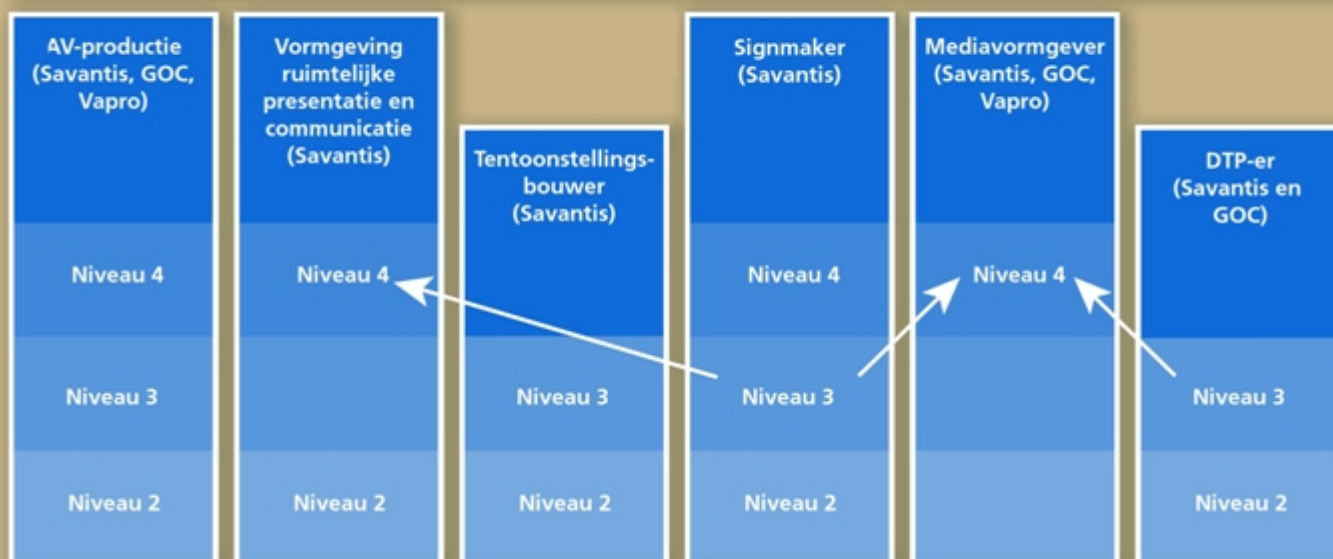 AV-productie
(Savantis, GOC,
Vapro)
Vormgeving
ruimtelijke
presentatie en
communicatie
(Savantis)
Tentoonstellings-
bouwer
(Savantis)
Signmaker
(Savantis)
Mediavormgever
(Savantis, GOC,
Vapro)
DTP-er
(Savantis en
GOC)
Niveau 4
Niveau 4
Niveau 4
Niveau 4
Niveau 3
Niveau 3
Niveau 3
Niveau 3
Niveau 2
Niveau 2
Niveau 2
Niveau 2
Niveau 2